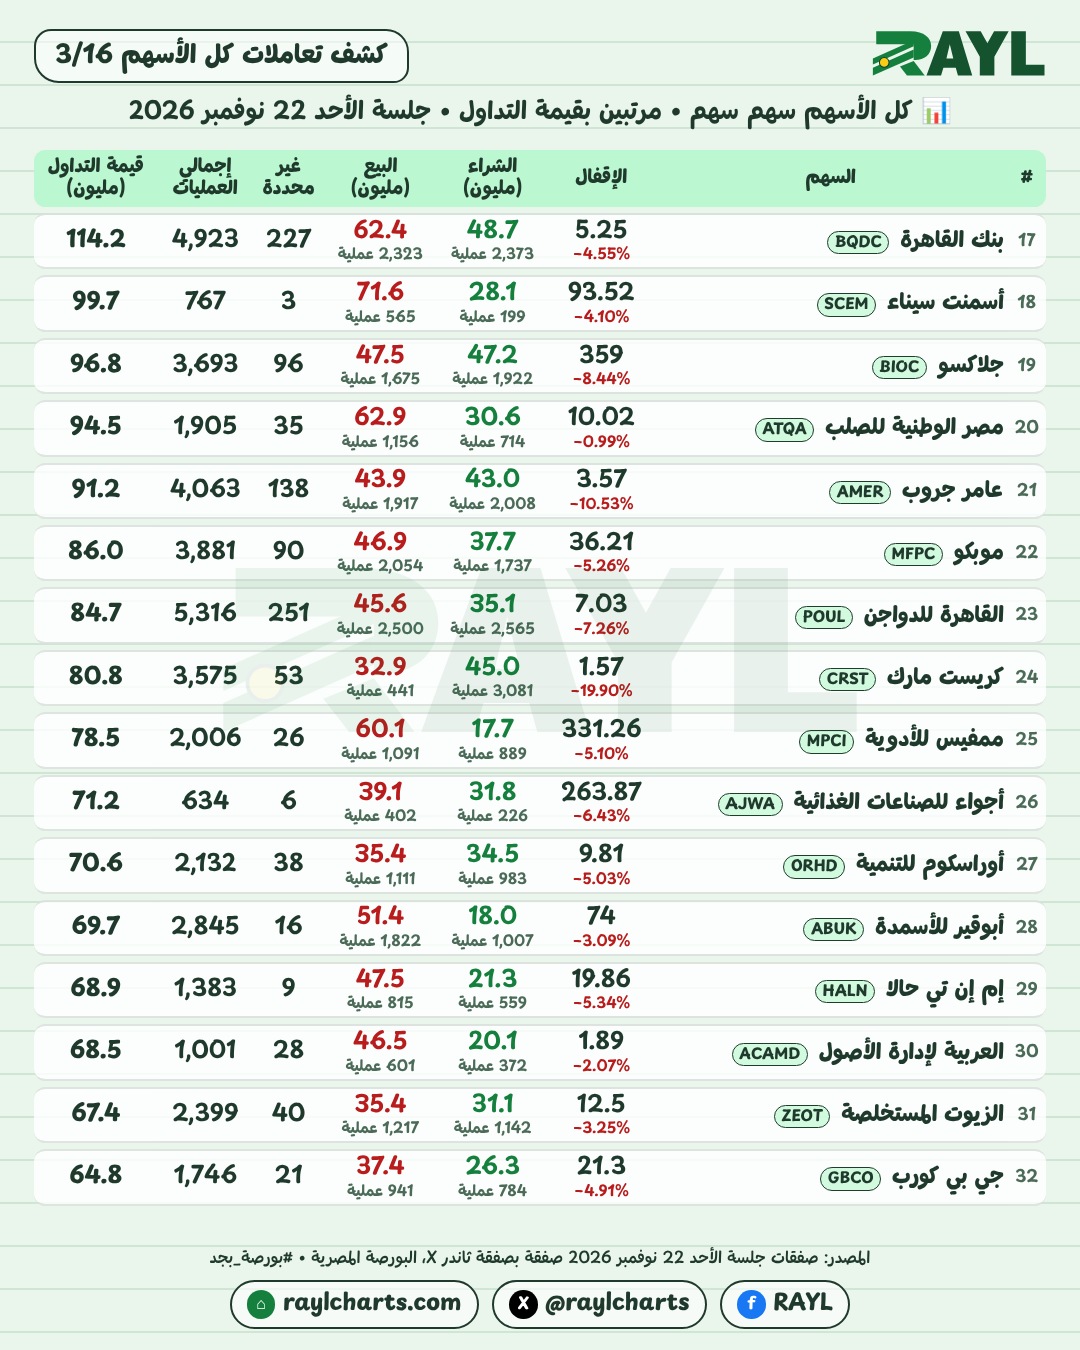 RAYL
كشف تعاملات كل الأسهم 3/16
📊 كل الأسهم سهم سهم • مرتبين بقيمة التداول • جلسة الأحد 22 نوفمبر 2026
# السهم الإقفال الشراء (مليون) البيع (مليون) غير محددة إجمالي العمليات قيمة التداول (مليون)
17 بنك القاهرة BQDC 5.25 48.7 62.4 227 4,923 114.2
-4.55% 2,373 عملية 2,323 عملية
18 أسمنت سيناء SCEM 93.52 28.1 71.6 3 767 99.7
-4.10% 199 عملية 565 عملية
19 جلاكسو BIOC 359 47.2 47.5 96 3,693 96.8
-8.44% 1,922 عملية 1,675 عملية
20 مصر الوطنية للصلب ATQA 10.02 30.6 62.9 35 1,905 94.5
-0.99% 714 عملية 1,156 عملية
21 عامر جروب AMER 3.57 43.0 43.9 138 4,063 91.2
-10.53% 2,008 عملية 1,917 عملية
22 موبكو MFPC 36.21 37.7 46.9 90 3,881 86.0
-5.26% 1,737 عملية 2,054 عملية
23 القاهرة للدواجن POUL 7.03 35.1 45.6 251 5,316 84.7
-7.26% 2,565 عملية 2,500 عملية
24 كريست مارك CRST 1.57 45.0 32.9 53 3,575 80.8
-19.90% 3,081 عملية 441 عملية
25 ممفيس للأدوية MPCI 331.26 17.7 60.1 26 2,006 78.5
-5.10% 889 عملية 1,091 عملية
26 أجواء للصناعات الغذائية AJWA 263.87 31.8 39.1 6 634 71.2
-6.43% 226 عملية 402 عملية
27 أوراسكوم للتنمية ORHD 9.81 34.5 35.4 38 2,132 70.6
-5.03% 983 عملية 1,111 عملية
28 أبوقير للأسمدة ABUK 74 18.0 51.4 16 2,845 69.7
-3.09% 1,007 عملية 1,822 عملية
29 إم إن تي حالا HALN 19.86 21.3 47.5 9 1,383 68.9
-5.34% 559 عملية 815 عملية
30 العربية لإدارة الأصول ACAMD 1.89 20.1 46.5 28 1,001 68.5
-2.07% 372 عملية 601 عملية
31 الزيوت المستخلصة ZEOT 12.5 31.1 35.4 40 2,399 67.4
-3.25% 1,142 عملية 1,217 عملية
32 جي بي كورب GBCO 21.3 26.3 37.4 21 1,746 64.8
-4.91% 784 عملية 941 عملية
المصدر: صفقات جلسة الأحد 22 نوفمبر 2026 صفقة بصفقة ثاندر X، البورصة المصرية • #بورصة_بجد
RAYL @raylcharts raylcharts.com